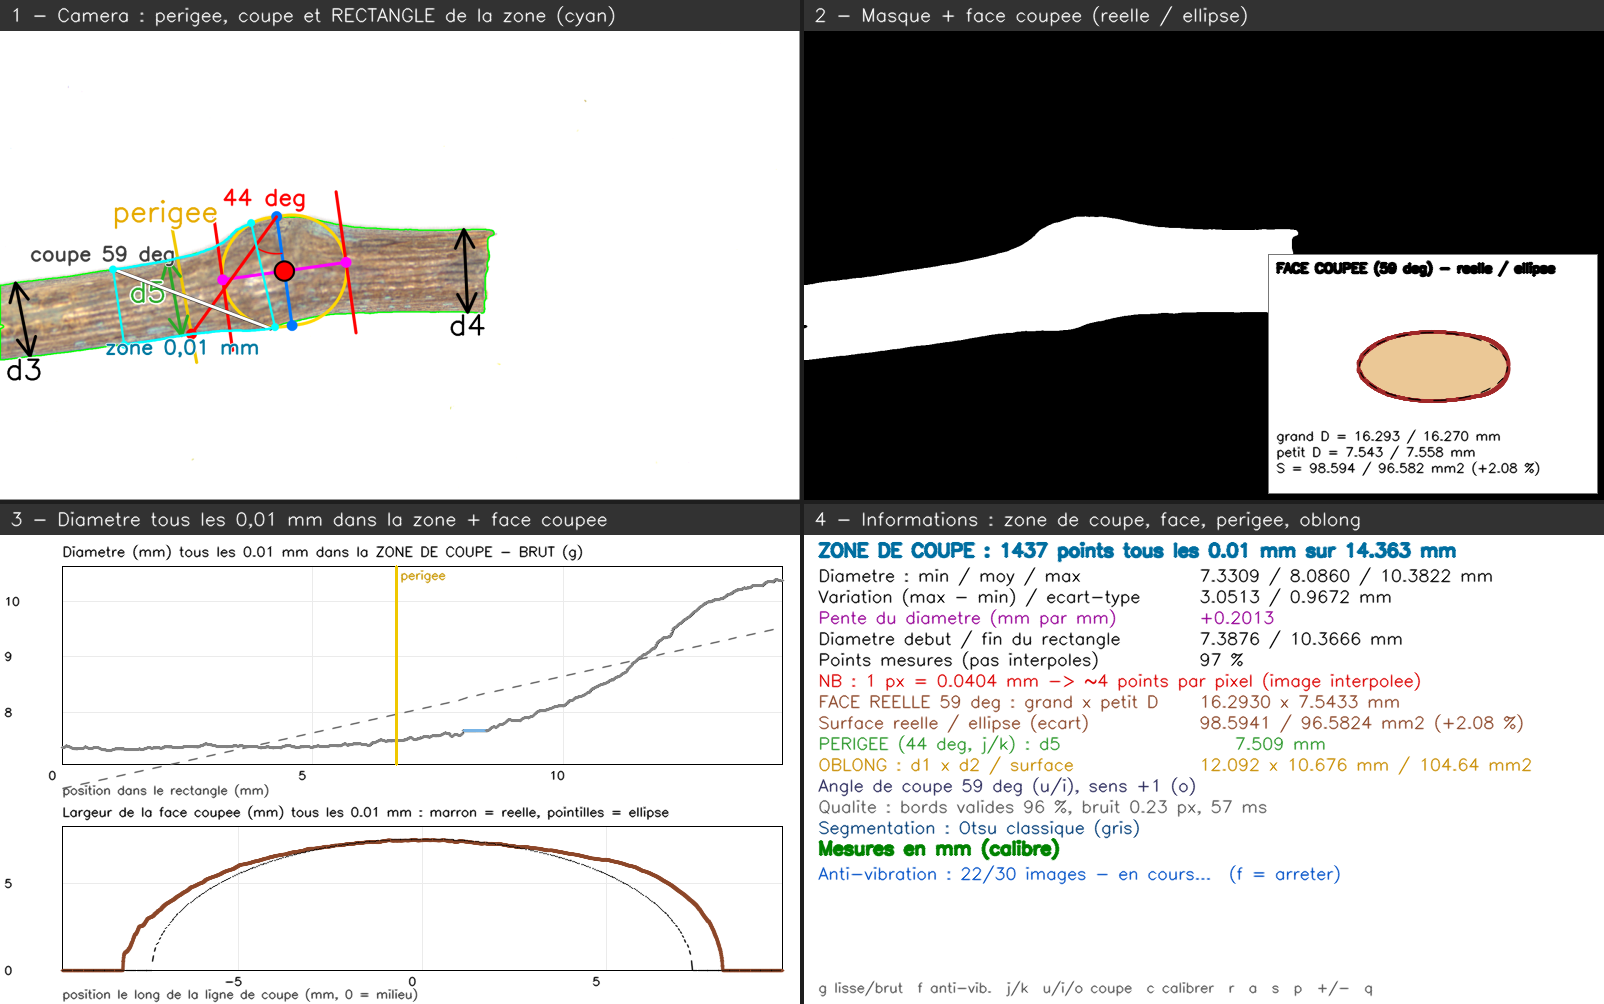 1 - Camera : perigee, coupe et RECTANGLE de la zone (cyan)
44 deg
perigee
coupe 59 deg
d5
zone 0,01 mm
d3
d4
2 - Masque + face coupee (reelle / ellipse)
FACE COUPEE (59 deg) - reelle / ellipse
grand D = 16.293 / 16.270 mm
petit D = 7.543 / 7.558 mm
S = 98.594 / 96.582 mm2 (+2.08 %)
3 - Diametre tous les 0,01 mm dans la zone + face coupee
Diametre (mm) tous les 0.01 mm dans la ZONE DE COUPE - BRUT (g)
perigee
10
9
8
0 5 10
position dans le rectangle (mm)
Largeur de la face coupee (mm) tous les 0.01 mm : marron = reelle, pointilles = ellipse
5
0
-5 0 5
position le long de la ligne de coupe (mm, 0 = milieu)
4 - Informations : zone de coupe, face, perigee, oblong
ZONE DE COUPE : 1437 points tous les 0.01 mm sur 14.363 mm
Diametre : min / moy / max 7.3309 / 8.0860 / 10.3822 mm
Variation (max - min) / ecart-type 3.0513 / 0.9672 mm
Pente du diametre (mm par mm) +0.2013
Diametre debut / fin du rectangle 7.3876 / 10.3666 mm
Points mesures (pas interpoles) 97 %
NB : 1 px = 0.0404 mm -> ~4 points par pixel (image interpolee)
FACE REELLE 59 deg : grand x petit D 16.2930 x 7.5433 mm
Surface reelle / ellipse (ecart) 98.5941 / 96.5824 mm2 (+2.08 %)
PERIGEE (44 deg, j/k) : d5 7.509 mm
OBLONG : d1 x d2 / surface 12.092 x 10.676 mm / 104.64 mm2
Angle de coupe 59 deg (u/i), sens +1 (o)
Qualite : bords valides 96 %, bruit 0.23 px, 57 ms
Segmentation : Otsu classique (gris)
Mesures en mm (calibre)
Anti-vibration : 22/30 images - en cours... (f = arreter)
g lisse/brut f anti-vib. j/k u/i/o coupe c calibrer r a s p +/- q